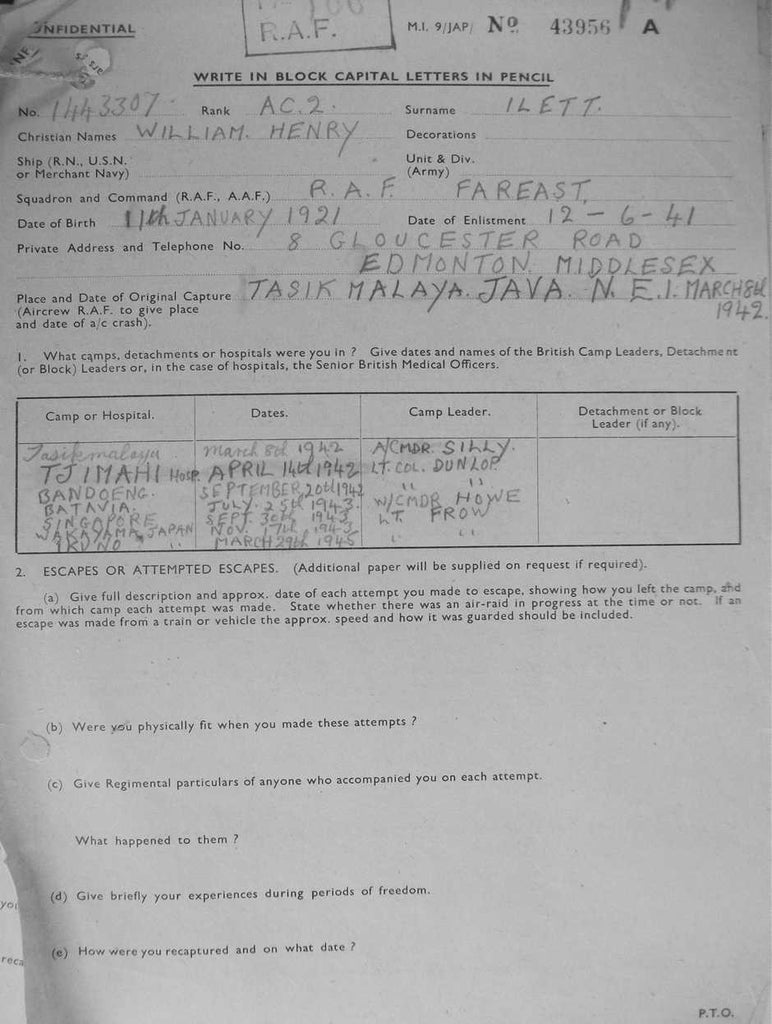 NFIDENTIAL
R.A.F.
M.I. 9/JAP/ No 43956 A
WRITE IN BLOCK CAPITAL LETTERS IN PENCIL
No. 1443307 Rank AC.2. Surname ILETT.
Christian Names WILLIAM. HENRY Decorations
Ship (R.N., U.S.N. or Merchant Navy) Unit & Div. (Army)
Squadron and Command (R.A.F., A.A.F.) R.A.F. FAREAST,
Date of Birth 11th JANUARY 1921 Date of Enlistment 12 – 6 – 41
Private Address and Telephone No. 8 GLOUCESTER ROAD
EDMONTON. MIDDLESEX
Place and Date of Original Capture TASIK MALAYA. JAVA. N.E.I. MARCH 8th
(Aircrew R.A.F. to give place 1942.
and date of a/c crash).
1. What camps, detachments or hospitals were you in ? Give dates and names of the British Camp Leaders, Detachment
(or Block) Leaders or, in the case of hospitals, the Senior British Medical Officers.
Camp or Hospital. Dates. Camp Leader. Detachment or Block Leader (if any).
Tasikmalaya March 8th 1942 A/CMDR. SILLY.
TJIMAHI Hosp. APRIL 14th 1942 LT. COL. DUNLOP
BANDOENG. SEPTEMBER 20th 1942 " "
BATAVIA. JULY. 25th 1943. W/CMDR HOWE
SINGOPORE SEPT. 30th 1943 LT. FROW
WAKAYAMA, JAPAN NOV. 17th, 1943 " "
IKUNO " MARCH 29th 1945 " "
2. ESCAPES OR ATTEMPTED ESCAPES. (Additional paper will be supplied on request if required).
(a) Give full description and approx. date of each attempt you made to escape, showing how you left the camp, and
from which camp each attempt was made. State whether there was an air-raid in progress at the time or not. If an
escape was made from a train or vehicle the approx. speed and how it was guarded should be included.
(b) Were you physically fit when you made these attempts ?
(c) Give Regimental particulars of anyone who accompanied you on each attempt.
What happened to them ?
(d) Give briefly your experiences during periods of freedom.
(e) How were you recaptured and on what date ?
P.T.O.